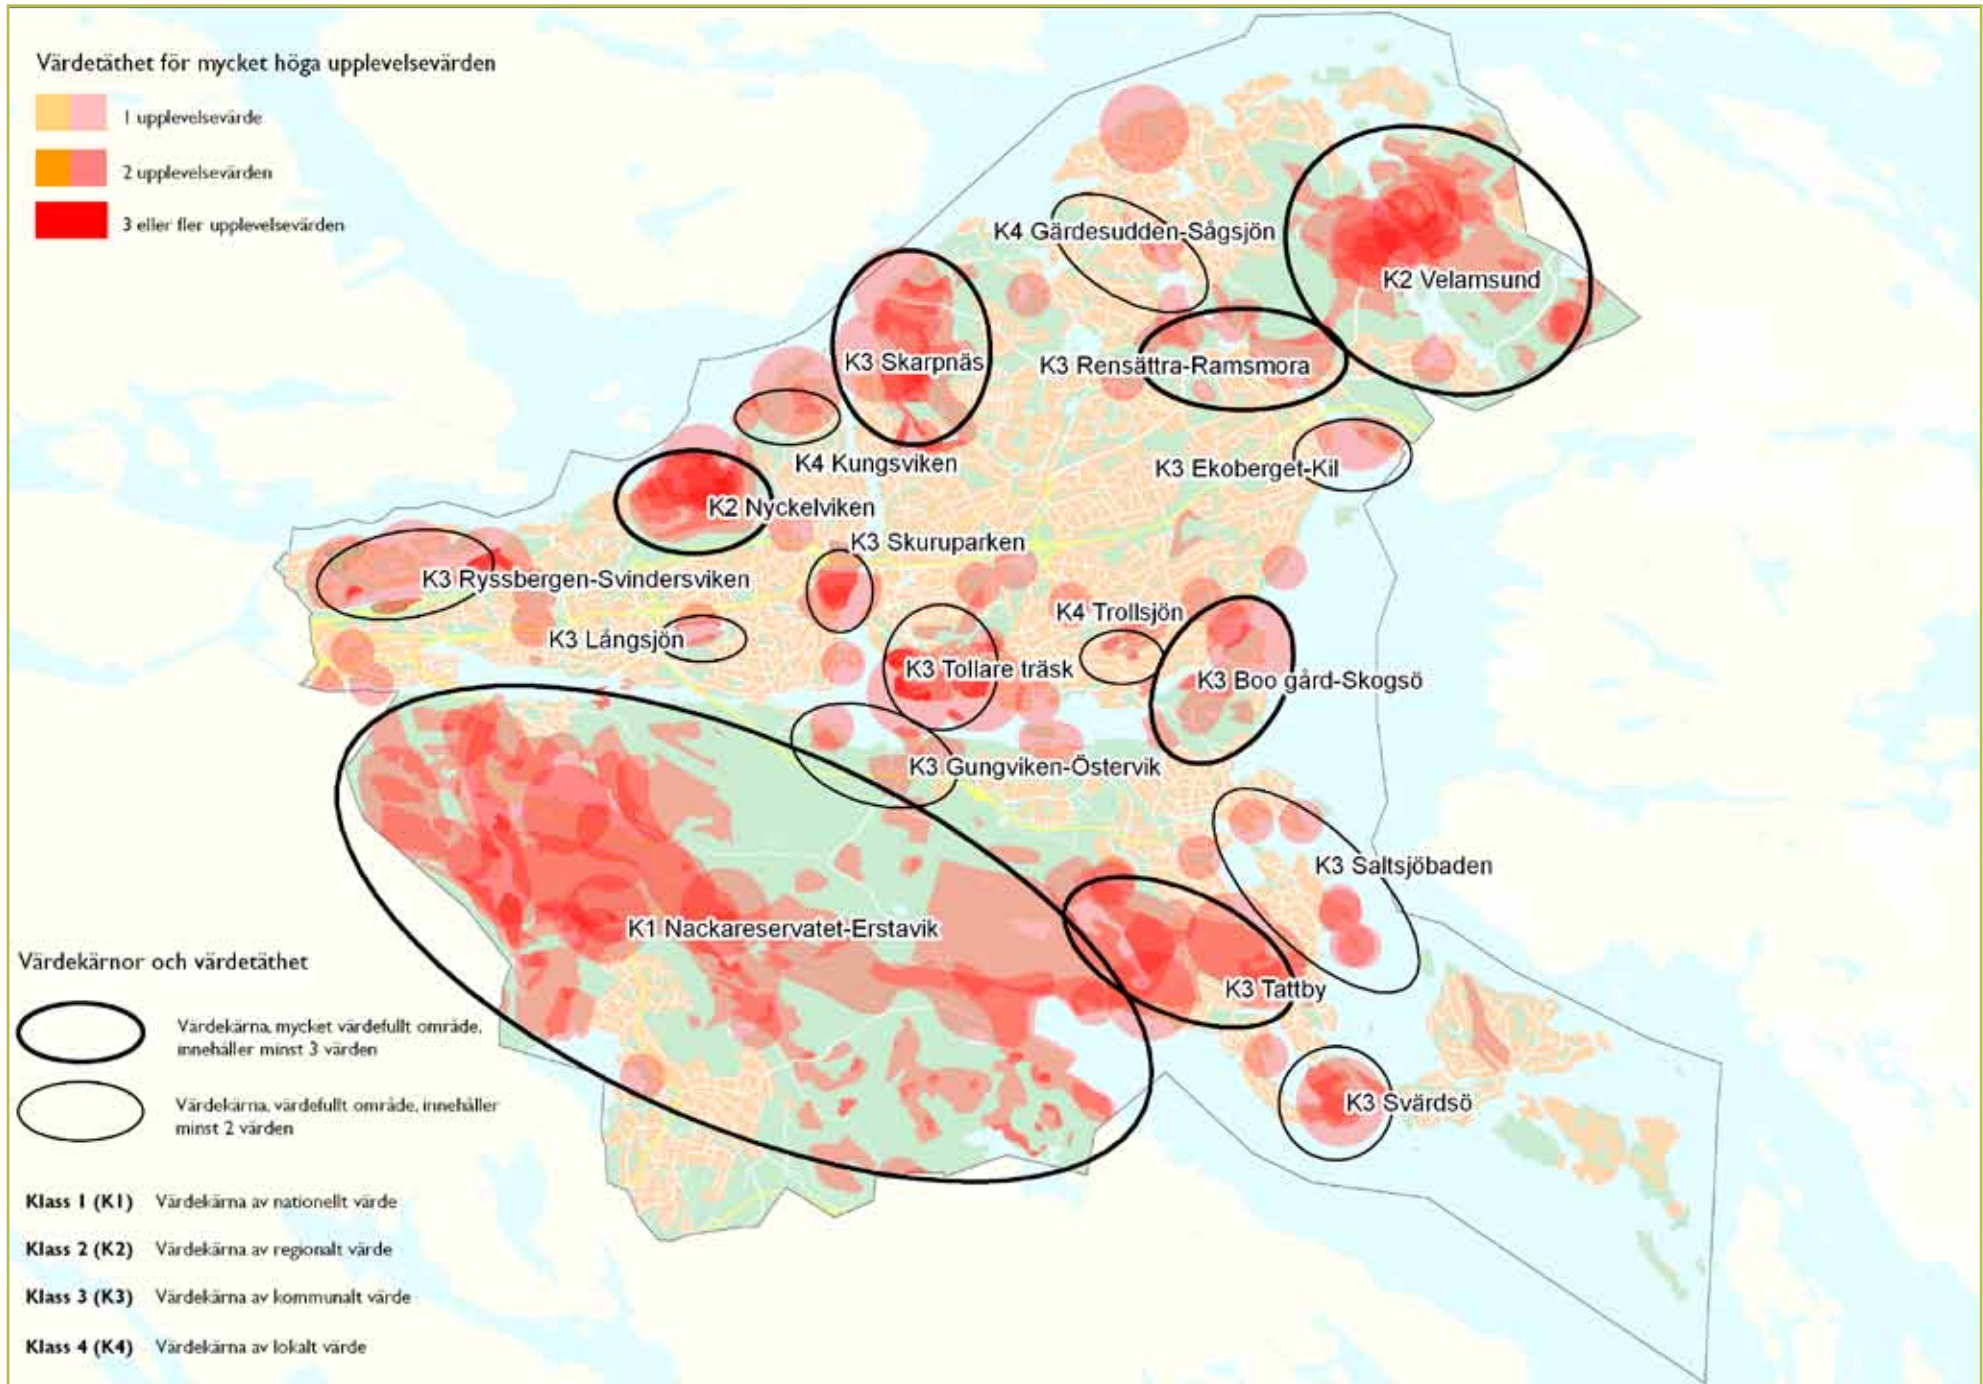 Värdetäthet för mycket höga upplevelsevärden
1 upplevelsevärde
2 upplevelsevärden
3 eller fler upplevelsevärden
K4 Gärdesudden-Sågsjön
K2 Velamsund
K3 Skarpnäs
K3 Rensättra-Ramsmora
K4 Kungsviken
K3 Ekoberget-Kil
K2 Nyckelviken
K3 Skuruparken
K3 Ryssbergen-Svindersviken
K4 Trollsjön
K3 Långsjön
K3 Tollare träsk
K3 Boo gård-Skogsö
K3 Gungviken-Östervik
K3 Saltsjöbaden
K1 Nackareservatet-Erstavik
K3 Tattby
K3 Svärdsö
Värdekärnor och värdetäthet
Värdekärna, mycket värdefullt område,
innehåller minst 3 värden
Värdekärna, värdefullt område, innehåller
minst 2 värden
Klass 1 (K1) Värdekärna av nationellt värde
Klass 2 (K2) Värdekärna av regionalt värde
Klass 3 (K3) Värdekärna av kommunalt värde
Klass 4 (K4) Värdekärna av lokalt värde